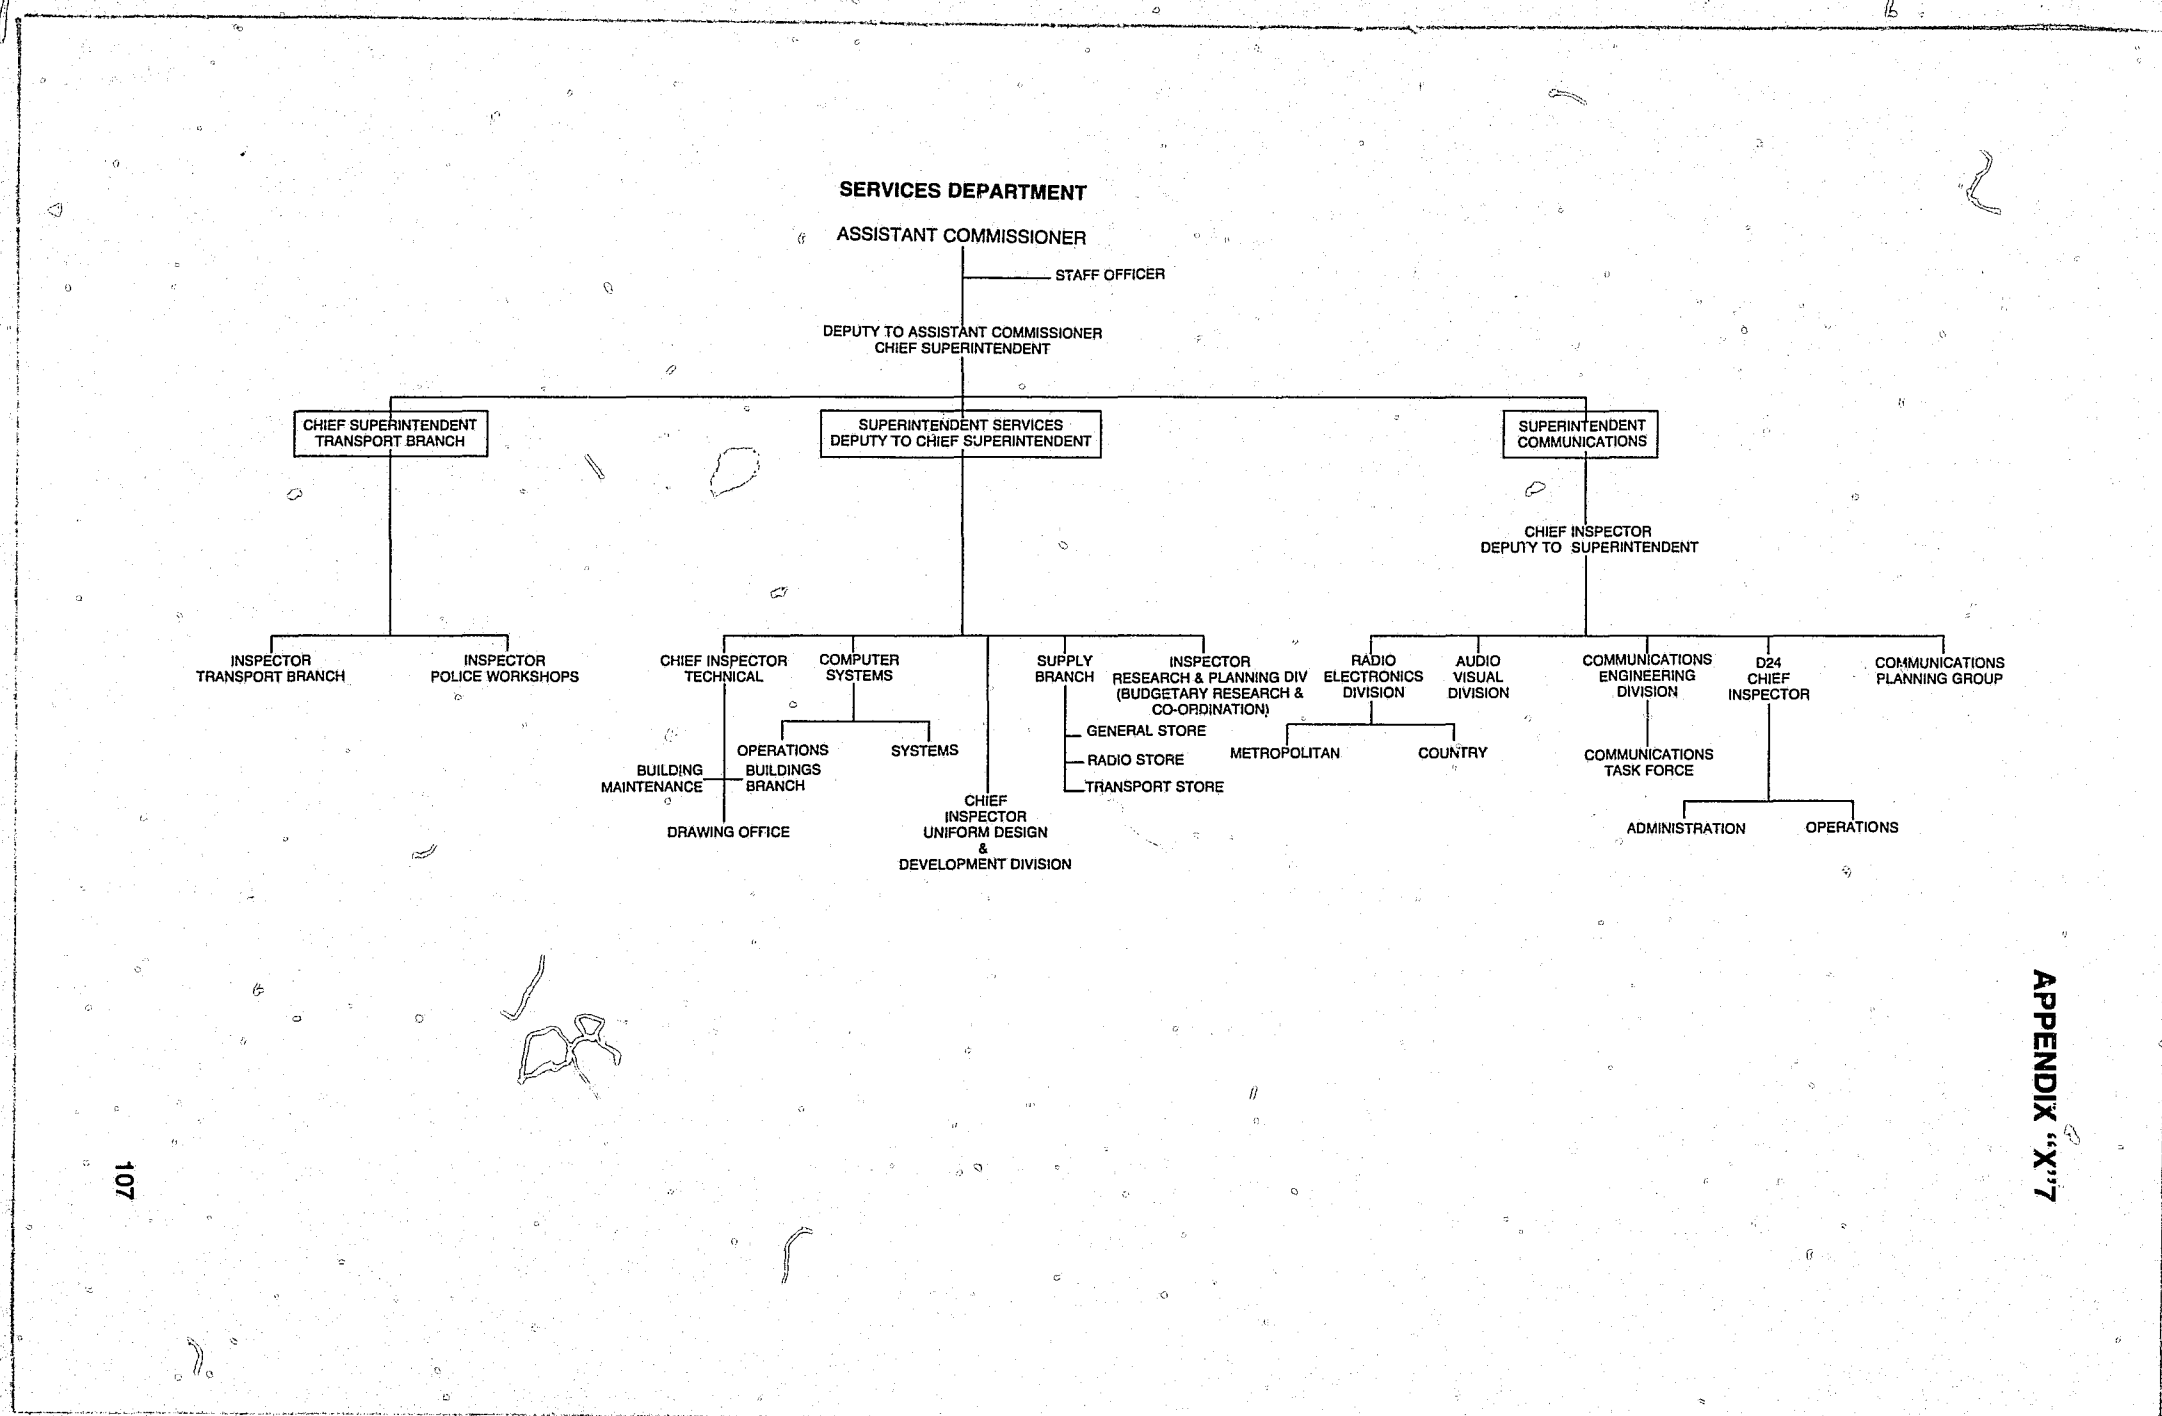 SERVICES DEPARTMENT
ASSISTANT COMMISSIONER
STAFF OFFICER
DEPUTY TO ASSISTANT COMMISSIONER
CHIEF SUPERINTENDENT
CHIEF SUPERINTENDENT
TRANSPORT BRANCH
SUPERINTENDENT SERVICES
DEPUTY TO CHIEF SUPERINTENDENT
SUPERINTENDENT
COMMUNICATIONS
CHIEF INSPECTOR
DEPUTY TO SUPERINTENDENT
INSPECTOR
TRANSPORT BRANCH
INSPECTOR
POLICE WORKSHOPS
CHIEF INSPECTOR
TECHNICAL
BUILDING
MAINTENANCE
BUILDINGS
BRANCH
DRAWING OFFICE
COMPUTER
SYSTEMS
OPERATIONS
SYSTEMS
CHIEF
INSPECTOR
UNIFORM DESIGN
&
DEVELOPMENT DIVISION
SUPPLY
BRANCH
GENERAL STORE
RADIO STORE
TRANSPORT STORE
INSPECTOR
RESEARCH & PLANNING DIV
(BUDGETARY RESEARCH &
CO-ORDINATION)
RADIO
ELECTRONICS
DIVISION
METROPOLITAN
COUNTRY
AUDIO
VISUAL
DIVISION
COMMUNICATIONS
ENGINEERING
DIVISION
COMMUNICATIONS
TASK FORCE
D24
CHIEF
INSPECTOR
ADMINISTRATION
OPERATIONS
COMMUNICATIONS
PLANNING GROUP
APPENDIX “X”7
107